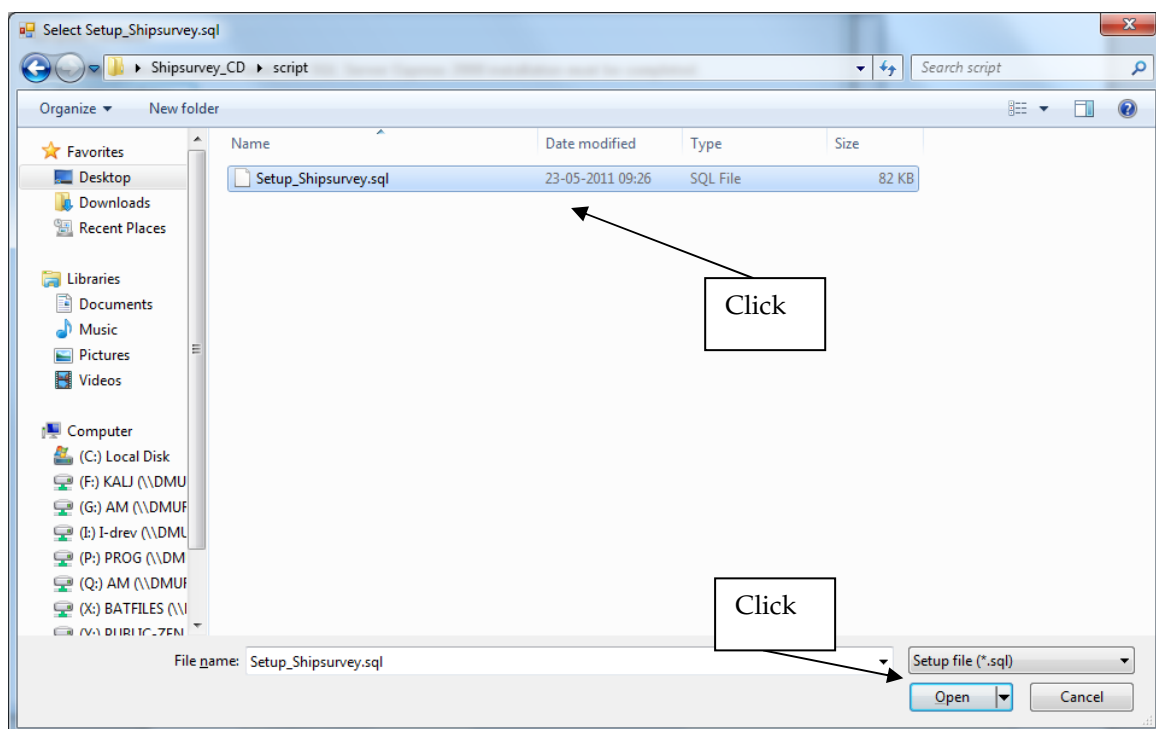 Select Setup_Shipsurvey.sql
x
Shipsurvey_CD script
Search script
Organize New folder
Name Date modified Type Size
Setup_Shipsurvey.sql 23-05-2011 09:26 SQL File 82 KB
Favorites
Desktop
Downloads
Recent Places
Libraries
Documents
Music
Pictures
Videos
Computer
(C:) Local Disk
(F:) KALJ (\\DMU
(G:) AM (\\DMUF
(I:) I-drev (\\DMU
(P:) PROG (\\DM
(Q:) AM (\\DMUF
(X:) BATFILES (\\
Click
Click
File name: Setup_Shipsurvey.sql
Setup file (*.sql)
Open Cancel